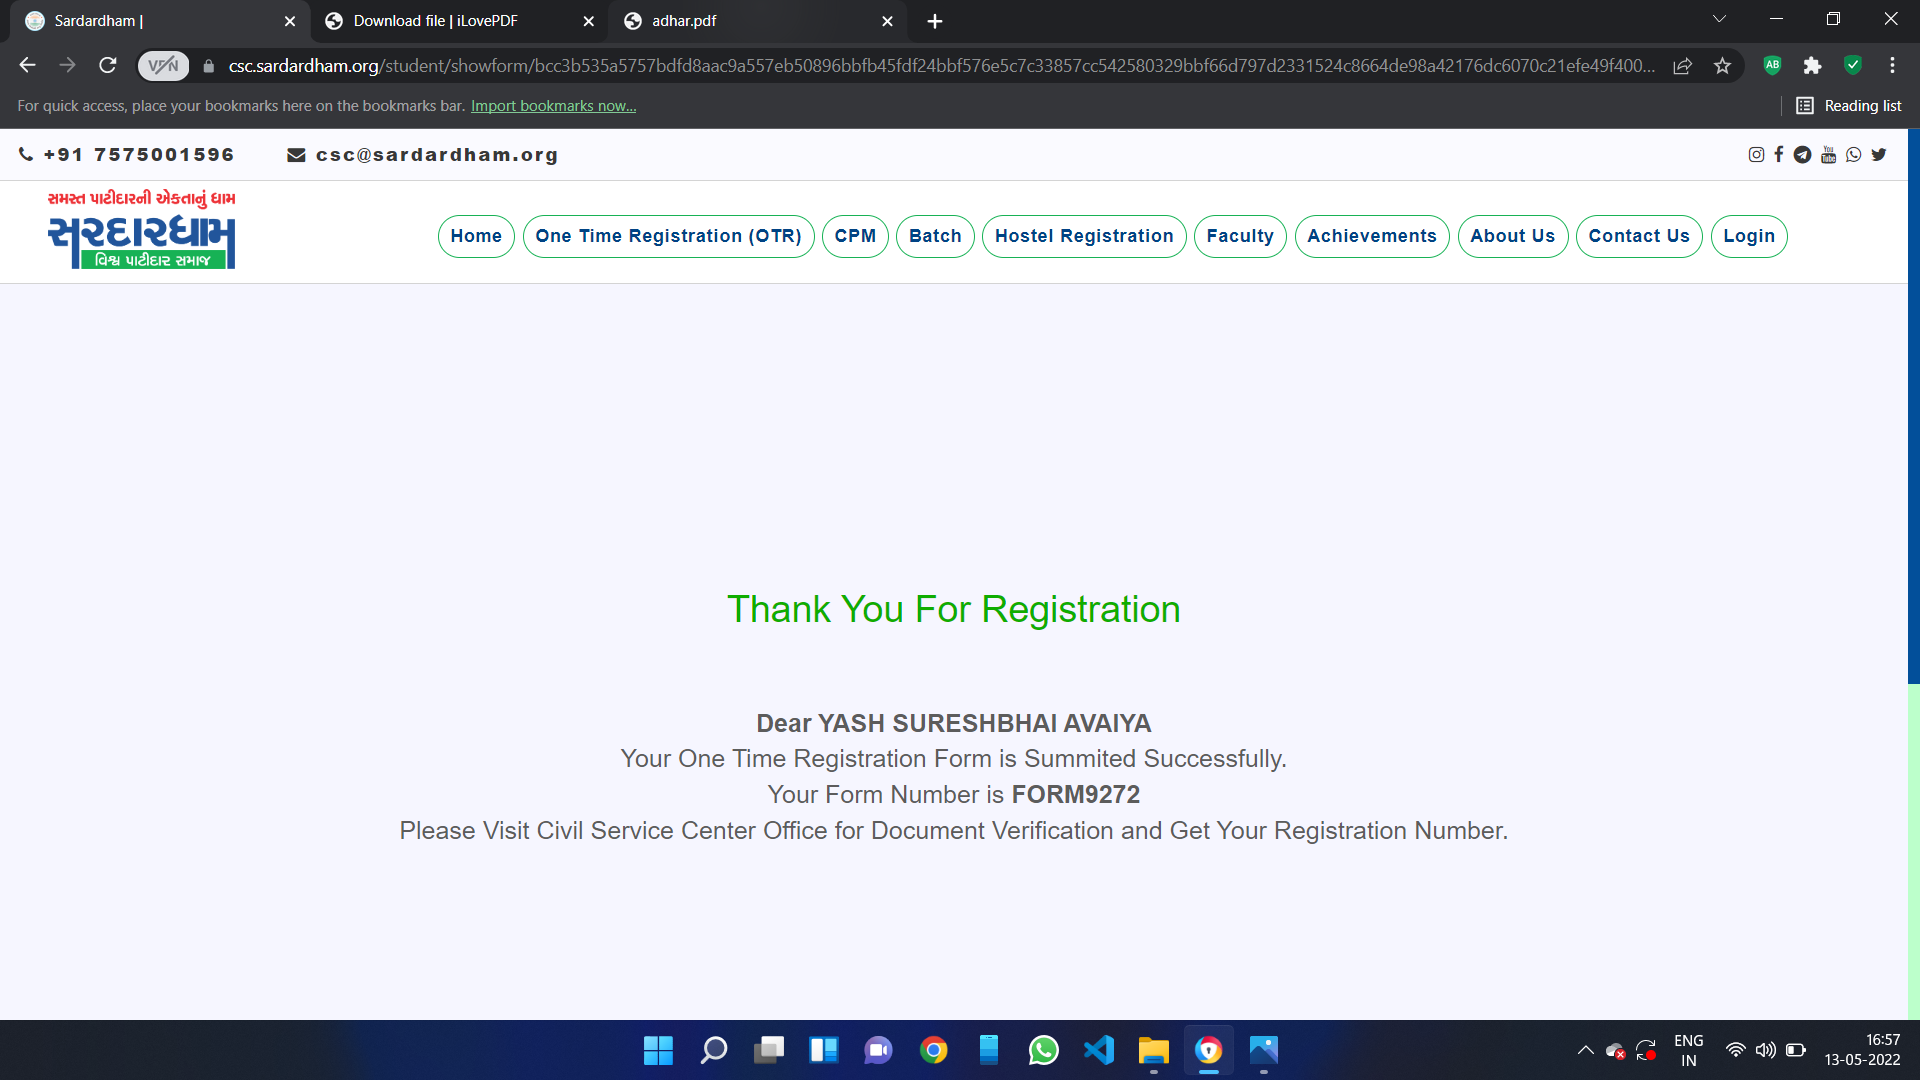 Sardardham |
Download file | iLovePDF
adhar.pdf
VPN
csc.sardardham.org/student/showform/bcc3b535a5757bdfd8aac9a557eb50896bbfb45fdf24bbf576e5c7c33857cc542580329bbf66d797d2331524c8664de98a42176dc6070c21efe49f400...
AB
For quick access, place your bookmarks here on the bookmarks bar. Import bookmarks now...
Reading list
+91 7575001596
csc@sardardham.org
You Tube
સમસ્ત પાટીદારની એકતાનું ધામ
સરદારધામ
વિશ્વ પાટીદાર સમાજ
Home
One Time Registration (OTR)
CPM
Batch
Hostel Registration
Faculty
Achievements
About Us
Contact Us
Login
Thank You For Registration
Dear YASH SURESHBHAI AVAIYA
Your One Time Registration Form is Summited Successfully.
Your Form Number is FORM9272
Please Visit Civil Service Center Office for Document Verification and Get Your Registration Number.
ENG
IN
16:57
13-05-2022